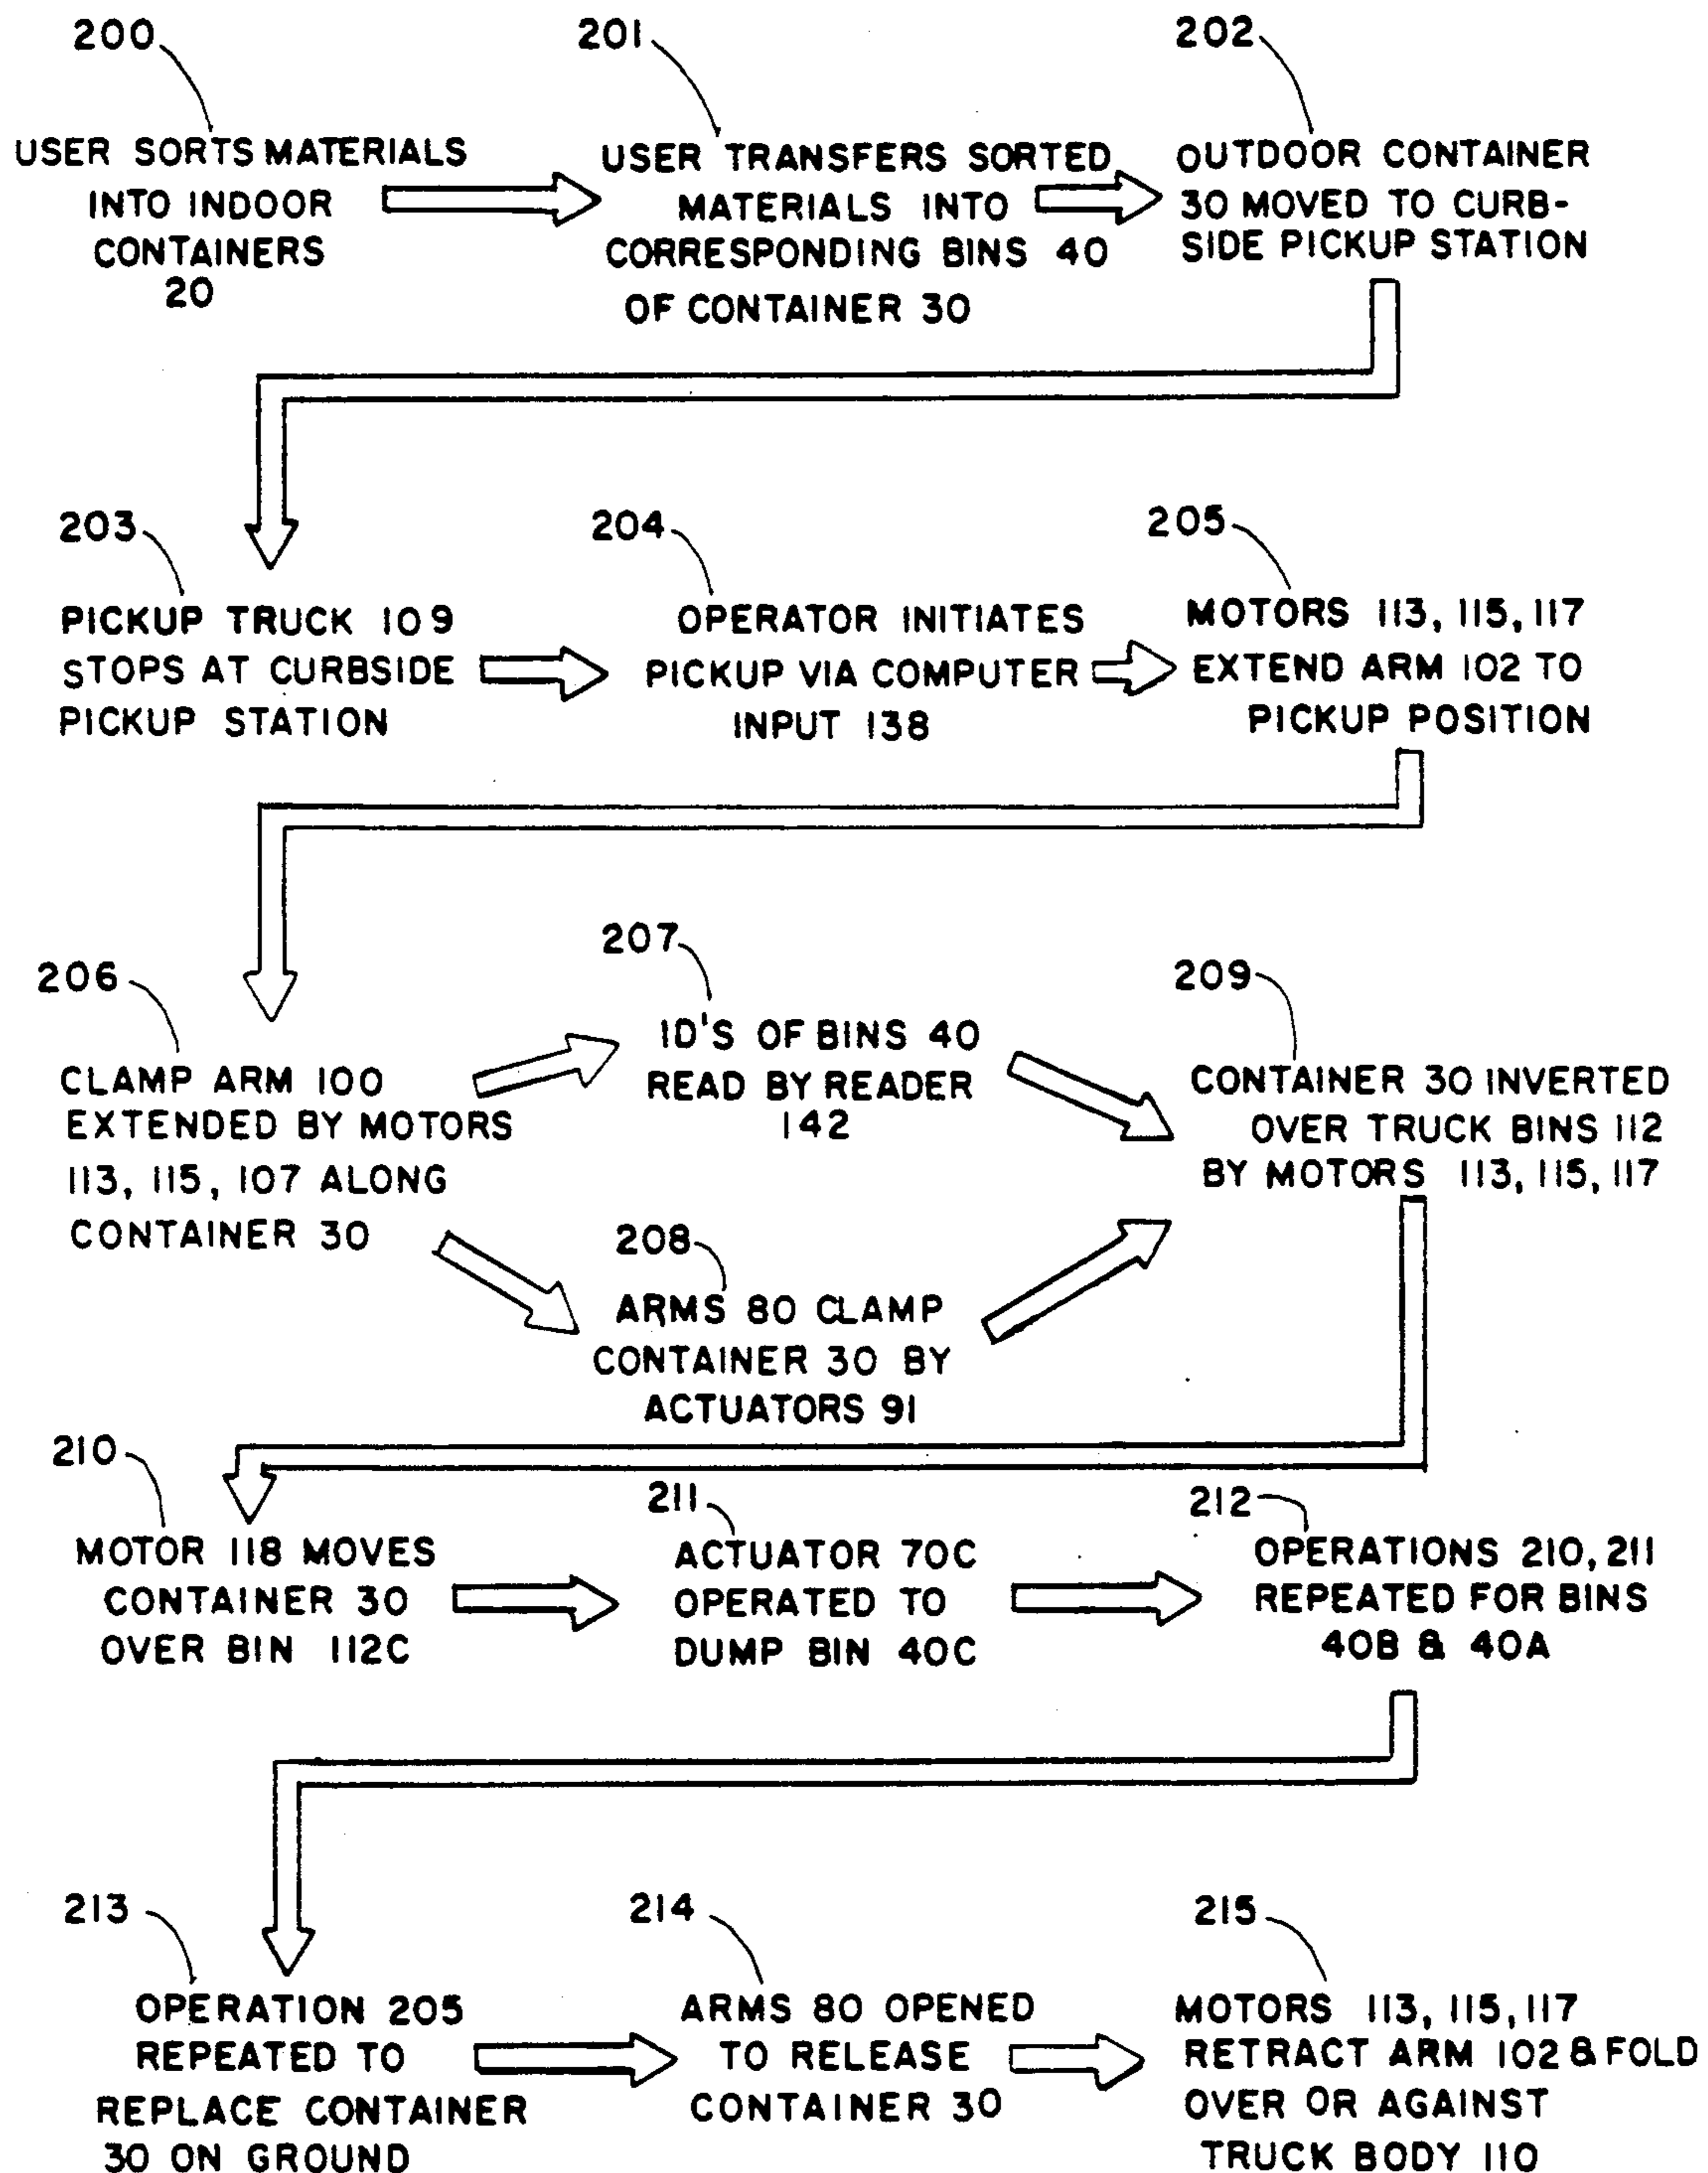 200
USER SORTS MATERIALS
INTO INDOOR
CONTAINERS
20
201
USER TRANSFERS SORTED
MATERIALS INTO
CORRESPONDING BINS 40
OF CONTAINER 30
202
OUTDOOR CONTAINER
30 MOVED TO CURB-
SIDE PICKUP STATION
203
PICKUP TRUCK 109
STOPS AT CURBSIDE
PICKUP STATION
204
OPERATOR INITIATES
PICKUP VIA COMPUTER
INPUT 138
205
MOTORS 113, 115, 117
EXTEND ARM 102 TO
PICKUP POSITION
206
CLAMP ARM 100
EXTENDED BY MOTORS
113, 115, 107 ALONG
CONTAINER 30
207
ID'S OF BINS 40
READ BY READER
142
208
ARMS 80 CLAMP
CONTAINER 30 BY
ACTUATORS 91
209
CONTAINER 30 INVERTED
OVER TRUCK BINS 112
BY MOTORS 113, 115, 117
210
MOTOR 118 MOVES
CONTAINER 30
OVER BIN 112C
211
ACTUATOR 70C
OPERATED TO
DUMP BIN 40C
212
OPERATIONS 210, 211
REPEATED FOR BINS
40B & 40A
213
OPERATION 205
REPEATED TO
REPLACE CONTAINER
30 ON GROUND
214
ARMS 80 OPENED
TO RELEASE
CONTAINER 30
215
MOTORS 113, 115, 117
RETRACT ARM 102 & FOLD
OVER OR AGAINST
TRUCK BODY 110